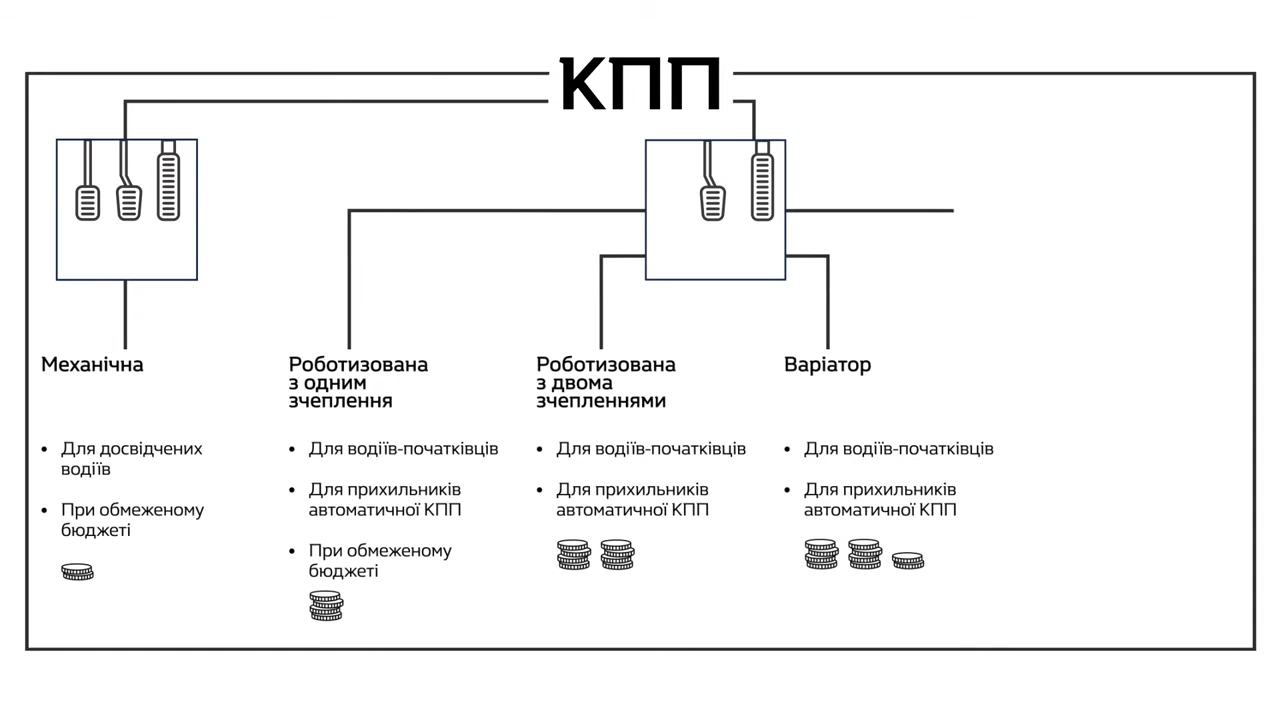 КПП
Механічна
• Для досвідчених
водіїв
• При обмеженому
бюджеті
Роботизована
з одним
зчеплення
• Для водіїв-початківців
• Для прихильників
автоматичної КПП
• При обмеженому
бюджеті
Роботизована
з двома
зчепленнями
• Для водіїв-початківців
• Для прихильників
автоматичної КПП
Варіатор
• Для водіїв-початківців
• Для прихильників
автоматичної КПП